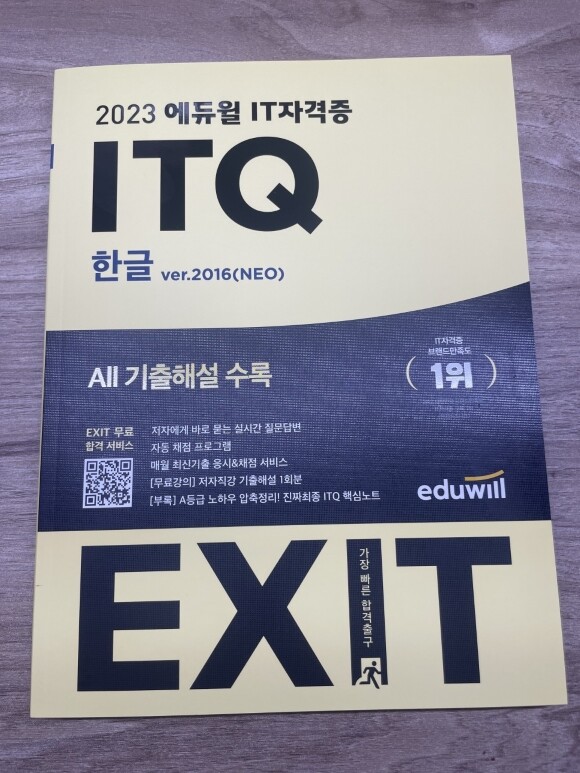 2023 에듀윌 IT자격증
ITQ
한글 ver.2016(NEO)
All 기출해설 수록
IT자격증
브랜드만족도
1위
EXIT 무료
합격 서비스
저자에게 바로 묻는 실시간 질문답변
자동 채점 프로그램
매월 최신기출 응시&채점 서비스
[무료강의] 저자직강 기출해설 1회분
[부록] A등급 노하우 압축정리! 진짜최종 ITQ 핵심노트
eduwill
EXIT
가장 빠른 합격출구